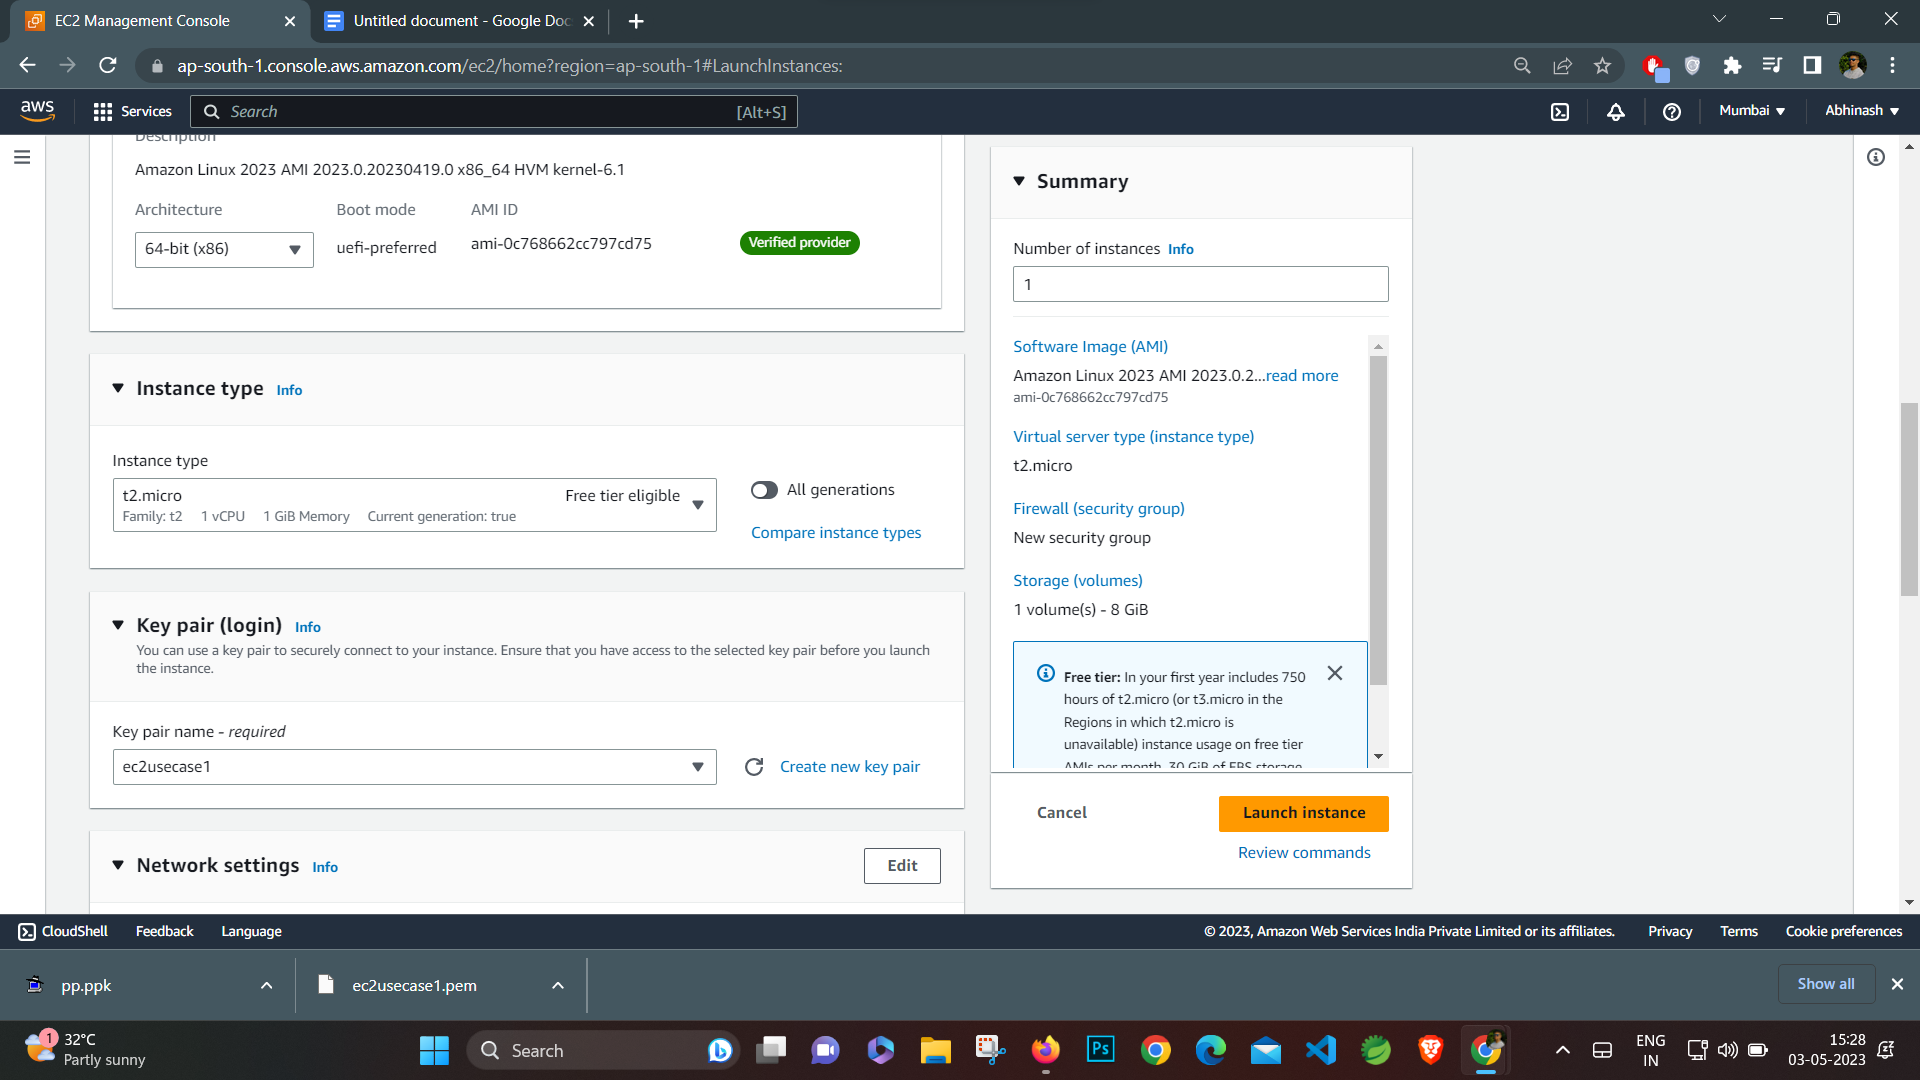 EC2 Management Console
Untitled document - Google Doc
ap-south-1.console.aws.amazon.com/ec2/home?region=ap-south-1#LaunchInstances:
aws
Services
Search
[Alt+S]
Mumbai
Abhinash
Description
Amazon Linux 2023 AMI 2023.0.20230419.0 x86_64 HVM kernel-6.1
Architecture
Boot mode
AMI ID
64-bit (x86)
uefi-preferred
ami-0c768662cc797cd75
Verified provider
Instance type
Info
Instance type
t2.micro
Free tier eligible
Family: t2 1 vCPU 1 GiB Memory Current generation: true
All generations
Compare instance types
Key pair (login)
Info
You can use a key pair to securely connect to your instance. Ensure that you have access to the selected key pair before you launch
the instance.
Key pair name - required
ec2usecase1
Create new key pair
Network settings
Info
Edit
Summary
Number of instances
Info
1
Software Image (AMI)
Amazon Linux 2023 AMI 2023.0.2...read more
ami-0c768662cc797cd75
Virtual server type (instance type)
t2.micro
Firewall (security group)
New security group
Storage (volumes)
1 volume(s) - 8 GiB
Free tier: In your first year includes 750
hours of t2.micro (or t3.micro in the
Regions in which t2.micro is
unavailable) instance usage on free tier
AMIs per month, 30 GiB of EBS storage,
Cancel
Launch instance
Review commands
CloudShell
Feedback
Language
© 2023, Amazon Web Services India Private Limited or its affiliates.
Privacy
Terms
Cookie preferences
pp.ppk
ec2usecase1.pem
Show all
1
32°C
Partly sunny
Search
Ps
ENG
IN
15:28
03-05-2023